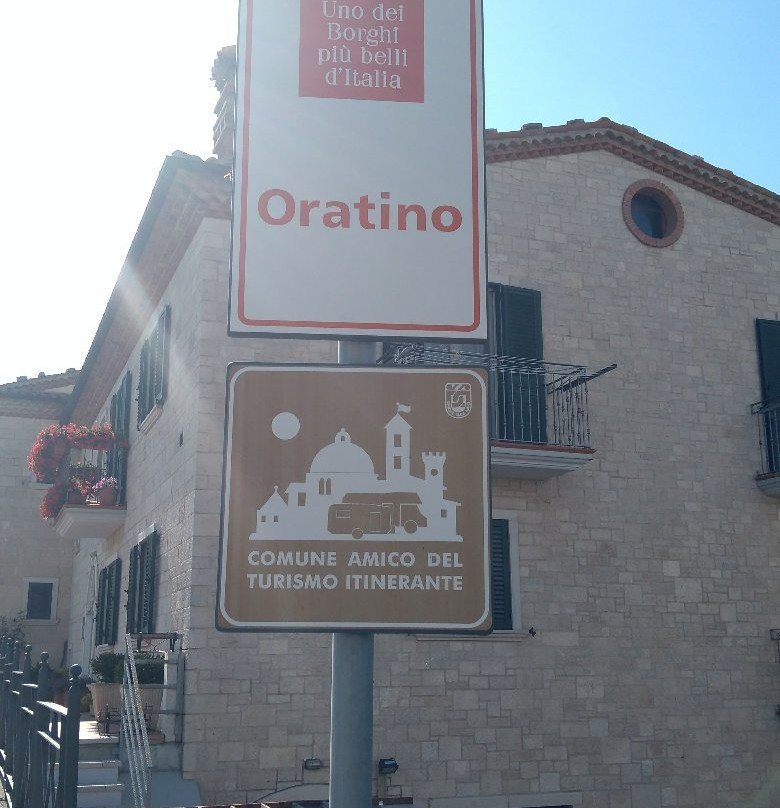 Uno dei
Borghi
più belli
d'Italia
Oratino
COMUNE AMICO DEL
TURISMO ITINERANTE